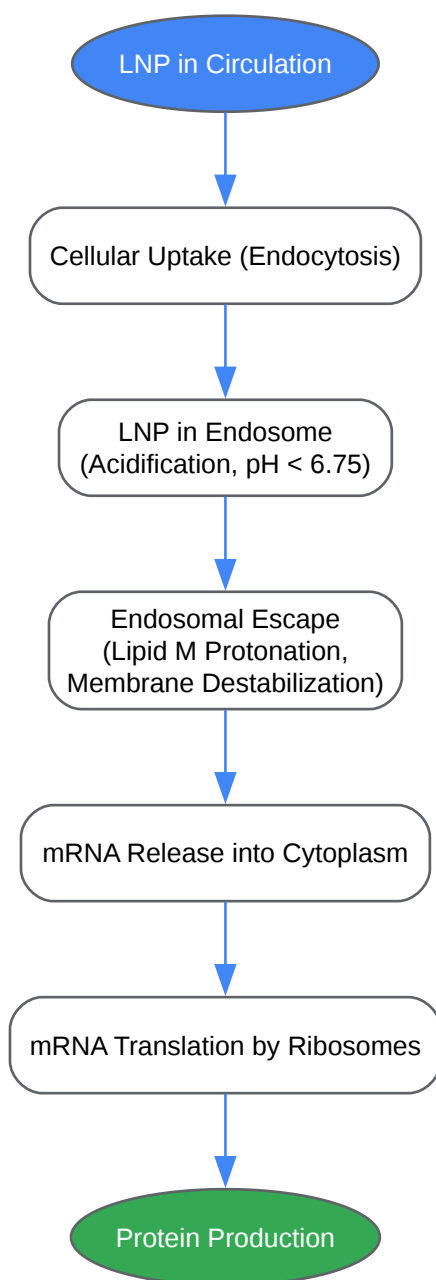 LNP in Circulation
Cellular Uptake (Endocytosis)
LNP in Endosome
(Acidification, pH < 6.75)
Endosomal Escape
(Lipid M Protonation,
Membrane Destabilization)
mRNA Release into Cytoplasm
mRNA Translation by Ribosomes
Protein Production